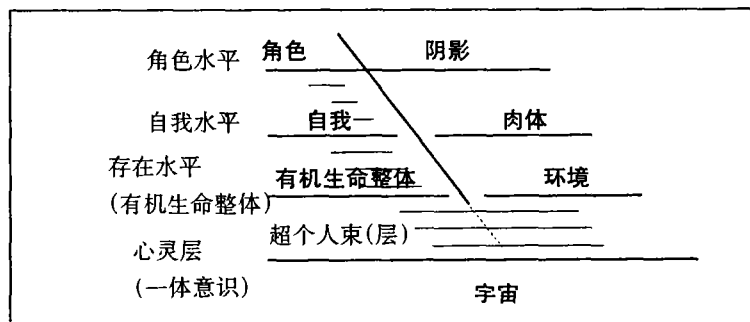 角色水平 角色 阴影
自我水平 自我 肉体
存在水平
(有机生命整体) 有机生命整体 环境
心灵层 超个人束(层)
(一体意识) 宇宙